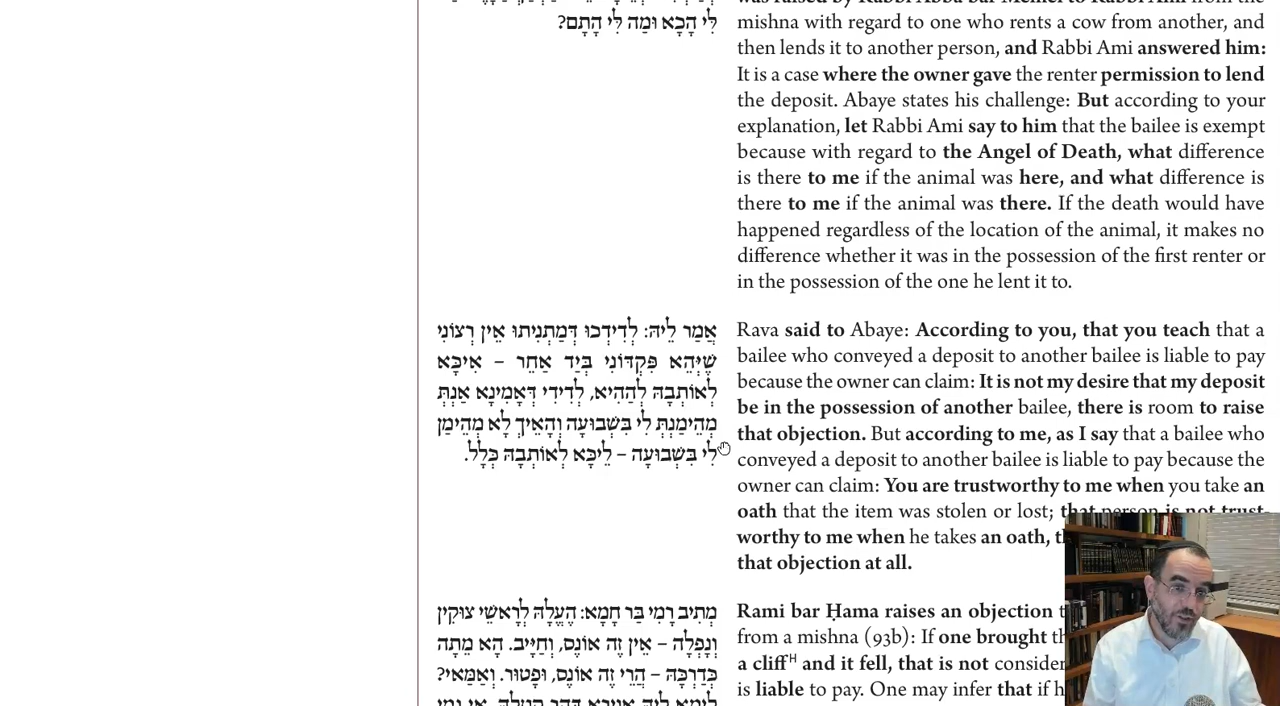 לִּי הָכָא וּמַה לִּי הָתָם?
אֲמַר לֵיהּ: לְדִידְכוּ דְּמַתְנִיתוּ אֵין רְצוֹנִי
שֶׁיְּהֵא פִּקְדוֹנִי בְּיַד אַחֵר – אִיכָּא
לְאוֹתְבַהּ לְהַהִיא, לְדִידִי דְּאָמֵינָא אַנְתְּ
מְהֵימַנְתְּ לִי בִּשְׁבוּעָה וְהָאֵיךְ לָא מְהֵימַן
לִי בִּשְׁבוּעָה – לֵיכָּא לְאוֹתְבַהּ כְּלָל.
מְתִיב רָמֵי בַּר חָמָא: הֶעֱלָהּ לְרָאשֵׁי צוּקִין
וְנָפְלָה – אֵין זֶה אוֹנֶס, וְחַיָּיב. הָא מֵתָה
כְּדַרְכָּהּ – הֲרֵי זֶה אוֹנֶס, וּפָטוּר. וְאַמַּאי?
was raised by Rabbi Abba bar Memel to Rabbi Ami from the
mishna with regard to one who rents a cow from another, and
then lends it to another person, and Rabbi Ami answered him:
It is a case where the owner gave the renter permission to lend
the deposit. Abaye states his challenge: But according to your
explanation, let Rabbi Ami say to him that the bailee is exempt
because with regard to the Angel of Death, what difference
is there to me if the animal was here, and what difference is
there to me if the animal was there. If the death would have
happened regardless of the location of the animal, it makes no
difference whether it was in the possession of the first renter or
in the possession of the one he lent it to.
Rava said to Abaye: According to you, that you teach that a
bailee who conveyed a deposit to another bailee is liable to pay
because the owner can claim: It is not my desire that my deposit
be in the possession of another bailee, there is room to raise
that objection. But according to me, as I say that a bailee who
conveyed a deposit to another bailee is liable to pay because the
owner can claim: You are trustworthy to me when you take an
oath that the item was stolen or lost; that person is not trust-
worthy to me when he takes an oath,
that objection at all.
Rami bar Ḥama raises an objection
from a mishna (93b): If one brought
a cliffᴴ and it fell, that is not
is liable to pay. One may infer that if